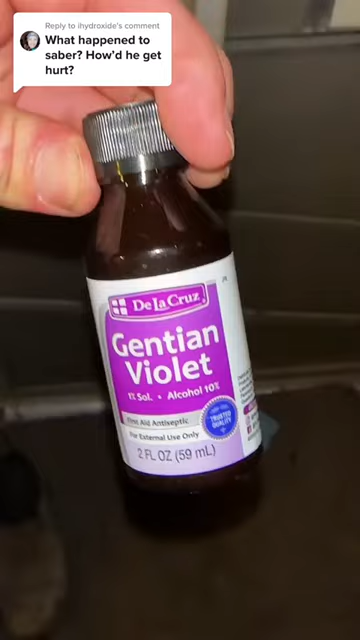 Reply to ihydroxide's comment
What happened to
saber? How'd he get
hurt?
De La Cruz
Gentian
Violet
1% Sol. • Alcohol 10%
First Aid Antiseptic
For External Use Only
TRUSTED
QUALITY
2 FL OZ (59 mL)